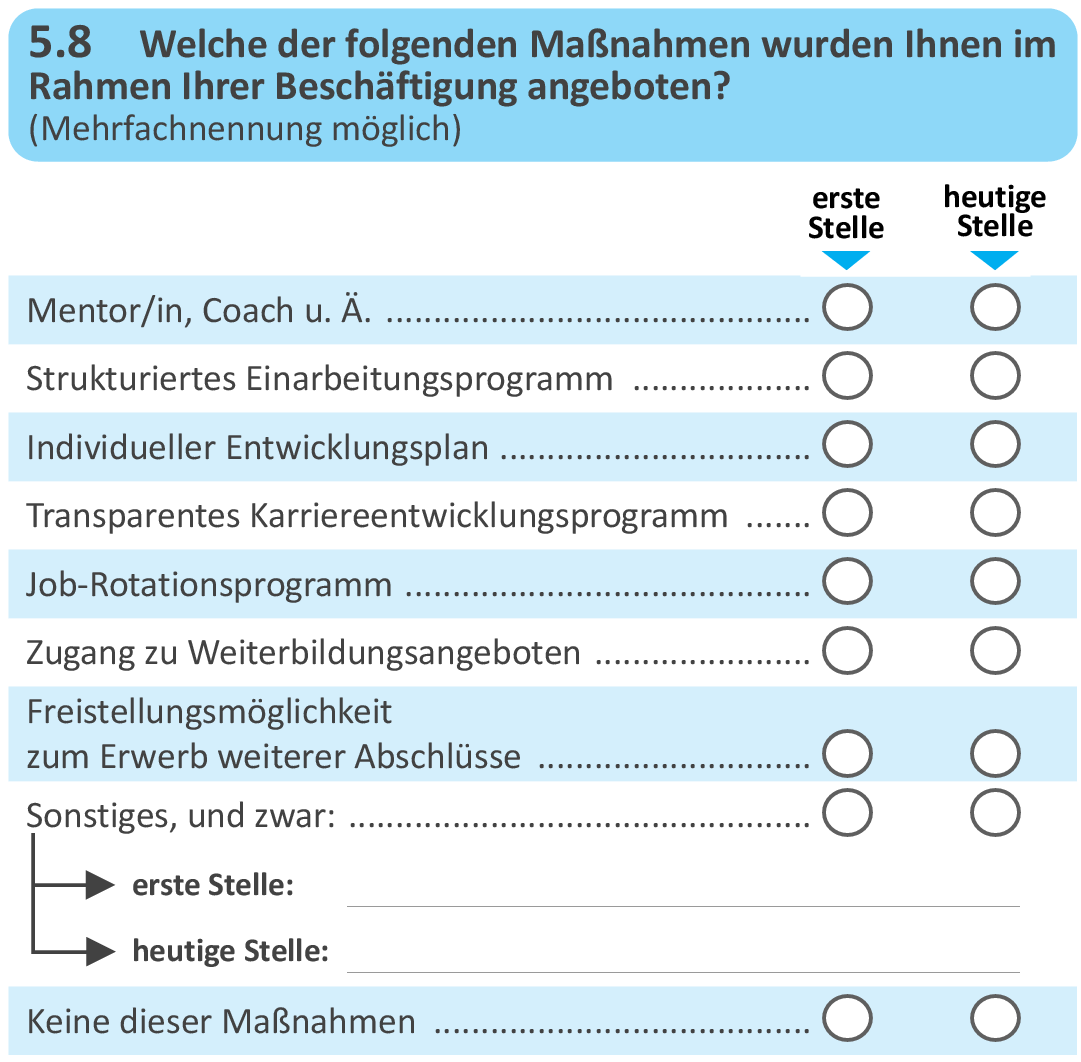 5.8 Welche der folgenden Maßnahmen wurden Ihnen im
Rahmen Ihrer Beschäftigung angeboten?
(Mehrfachnennung möglich)
erste
Stelle
heutige
Stelle
Mentor/in, Coach u. Ä. ....................................
Strukturiertes Einarbeitungsprogramm ...................
Individueller Entwicklungsplan .................................
Transparentes Karriereentwicklungsprogramm .......
Job-Rotationsprogramm ...........................................
Zugang zu Weiterbildungsangeboten .......................
Freistellungsmöglichkeit
zum Erwerb weiterer Abschlüsse .............................
Sonstiges, und zwar: .................................................
erste Stelle:
heutige Stelle:
Keine dieser Maßnahmen ........................................